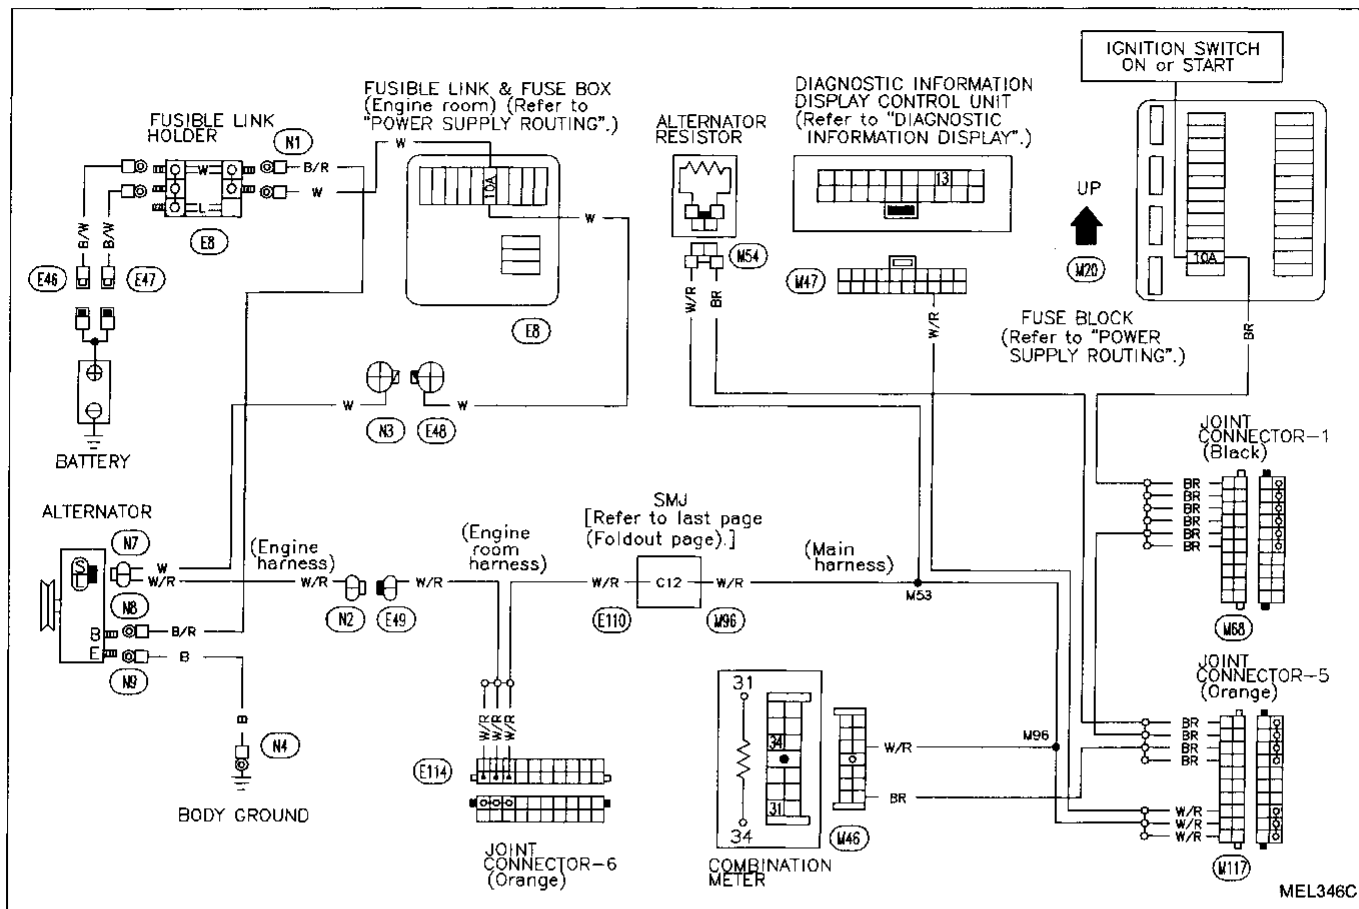 IGNITION SWITCH
ON or START
FUSIBLE LINK & FUSE BOX
(Engine room) (Refer to
"POWER SUPPLY ROUTING".)
DIAGNOSTIC INFORMATION
DISPLAY CONTROL UNIT
(Refer to "DIAGNOSTIC
INFORMATION DISPLAY".)
ALTERNATOR
RESISTOR
FUSIBLE LINK
HOLDER
N1
W
B/R
W
W
L
E8
10A
W
E8
B/W
B/W
E46
E47
BATTERY
13
M54
M47
W/R
BR
W/R
UP
M20
10A
BR
FUSE BLOCK
(Refer to "POWER
SUPPLY ROUTING".)
W
N3
E48
W
JOINT
CONNECTOR-1
(Black)
BR
BR
BR
BR
BR
BR
M68
ALTERNATOR
N7
S
L
W
W/R
N8
B
B/R
E
B
N9
B
N4
BODY GROUND
(Engine
harness)
W/R
N2
E49
W/R
(Engine
room
harness)
SMJ
[Refer to last page
(Foldout page).]
W/R
C12
W/R
E110
M96
(Main
harness)
M53
W/R
W/R
W/R
E114
JOINT
CONNECTOR-6
(Orange)
31
34
34
31
W/R
BR
M46
M96
COMBINATION
METER
JOINT
CONNECTOR-5
(Orange)
BR
BR
BR
BR
W/R
W/R
W/R
M117
MEL346C